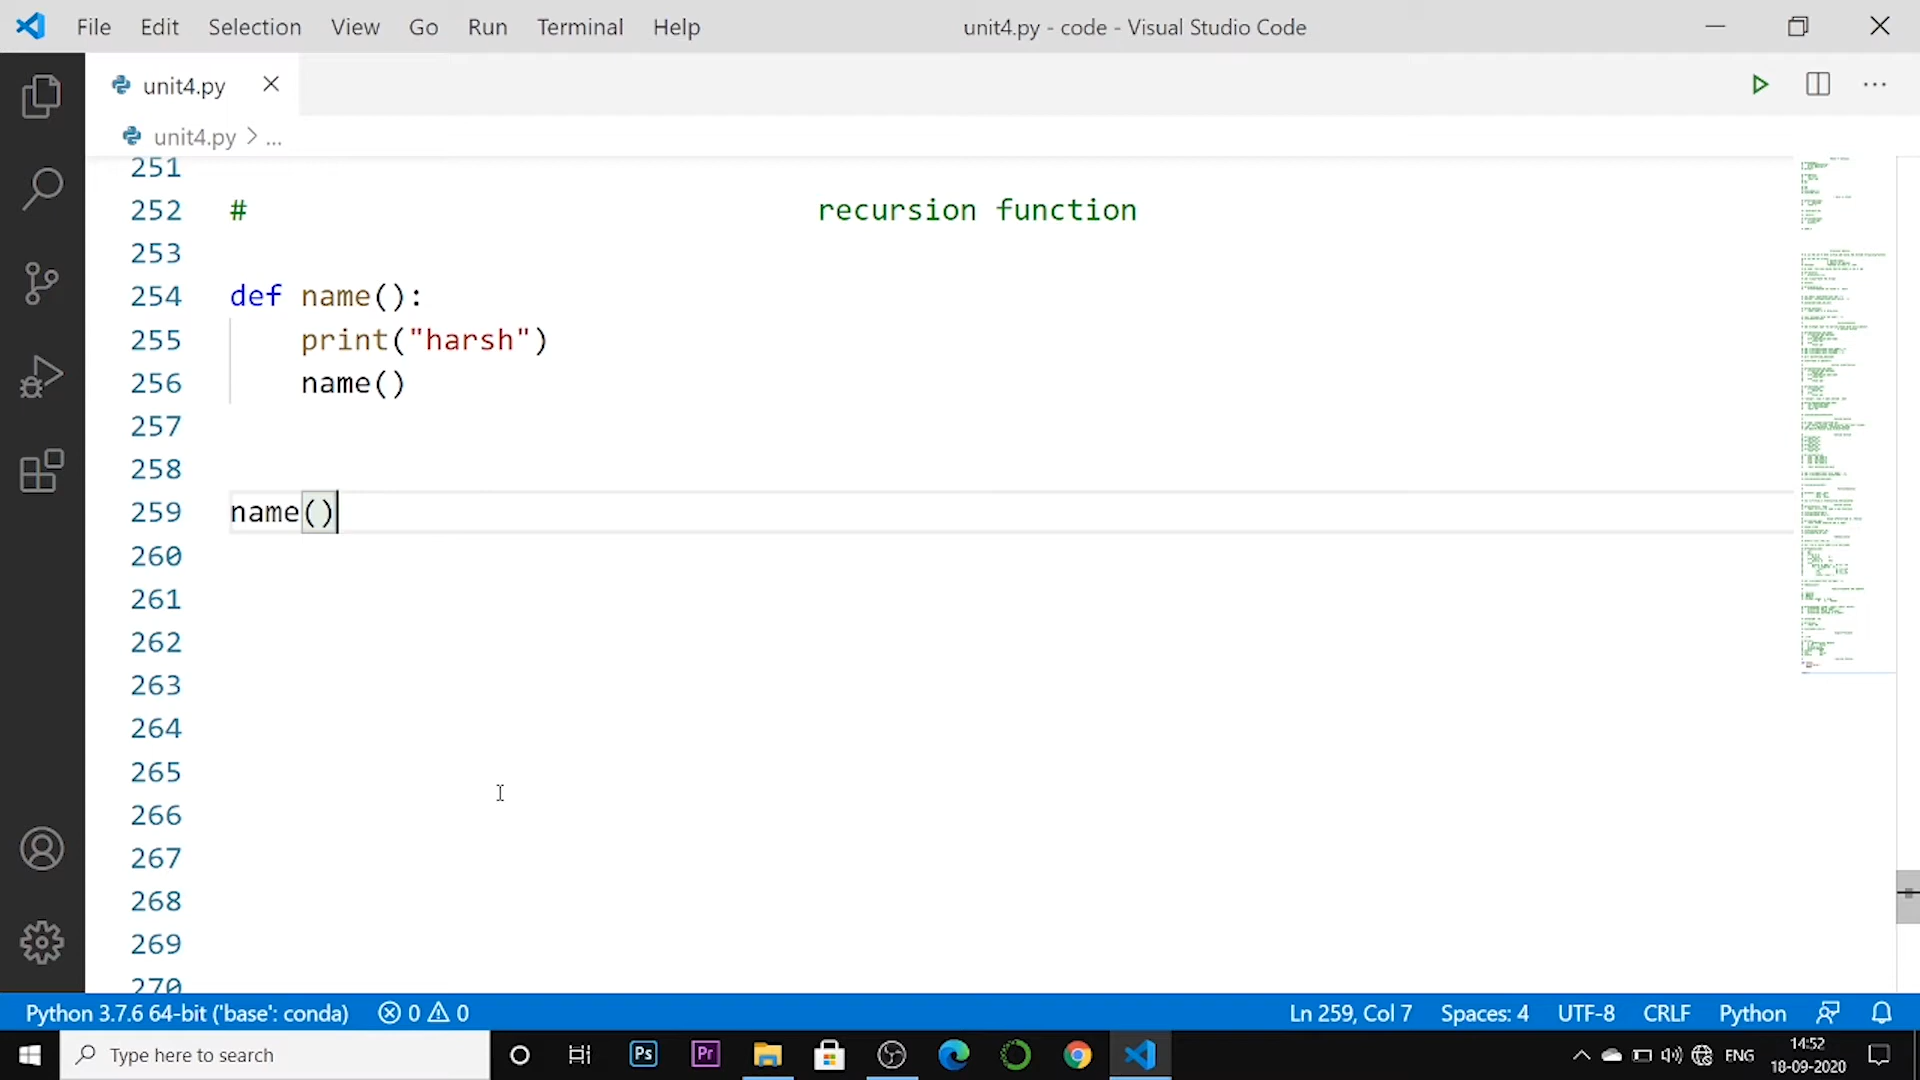 File Edit Selection View Go Run Terminal Help unit4.py - code - Visual Studio Code
unit4.py
unit4.py > ...
251
252 # recursion function
253
254 def name():
255 print("harsh")
256 name()
257
258
259 name()
260
261
262
263
264
265
266
267
268
269
270
Python 3.7.6 64-bit ('base': conda) 0 0 Ln 259, Col 7 Spaces: 4 UTF-8 CRLF Python
Type here to search Ps Pr ENG 14:52
18-09-2020